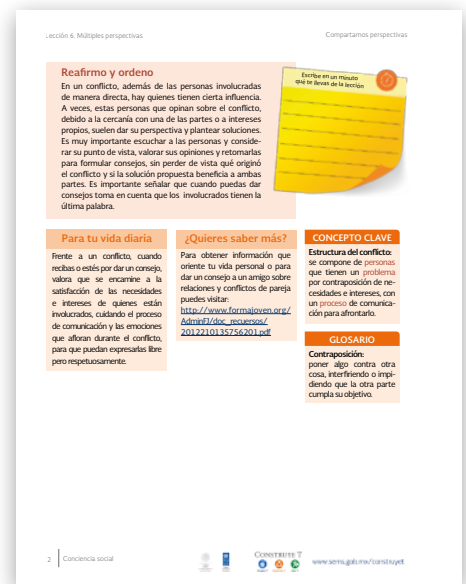 ección 6. Múltiples perspectivas
Compartamos perspectivas
Reafirmo y ordeno
En un conflicto, además de las personas involucradas
de manera directa, hay quienes tienen cierta influencia.
A veces, estas personas que opinan sobre el conflicto,
debido a la cercanía con una de las partes o a intereses
propios, suelen dar su perspectiva y plantear soluciones.
Es muy importante escuchar a las personas y conside-
rar su punto de vista, valorar sus opiniones y retomarlas
para formular consejos, sin perder de vista qué originó
el conflicto y si la solución propuesta beneficia a ambas
partes. Es importante señalar que cuando puedas dar
consejos toma en cuenta que los involucrados tienen la
última palabra.
Escribe en un minuto
qué te llevas de la lección
Para tu vida diaria
Frente a un conflicto, cuando
recibas o estés por dar un consejo,
valora que se encamine a la
satisfacción de las necesidades
e intereses de quienes están
involucrados, cuidando el proceso
de comunicación y las emociones
que afloran durante el conflicto,
para que puedan expresarlas libre
pero respetuosamente.
¿Quieres saber más?
Para obtener información que
oriente tu vida personal o para
dar un consejo a un amigo sobre
relaciones y conflictos de pareja
puedes visitar:
http://www.formajoven.org/
AdminFJ/doc_recursos/
2012210135756201.pdf
CONCEPTO CLAVE
Estructura del conflicto:
se compone de personas
que tienen un problema
por contraposición de ne-
cesidades e intereses, con
un proceso de comunica-
ción para afrontarlo.
GLOSARIO
Contraposición:
poner algo contra otra
cosa, interfiriendo o impi-
diendo que la otra parte
cumpla su objetivo.
2
Conciencia social
CONSTRUYE T
www.sems.gob.mx/construyet